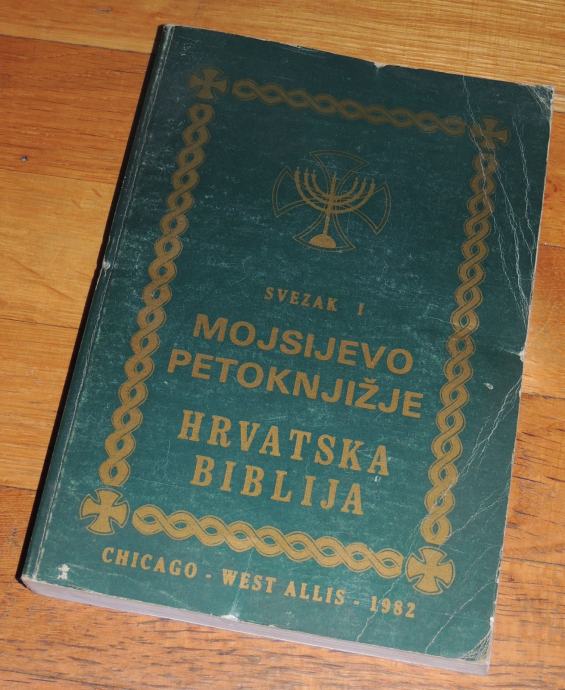 SVEZAK I
MOJSIJEVO
PETOKNJIŽJE
HRVATSKA
BIBLIJA
CHICAGO - WEST ALLIS - 1982